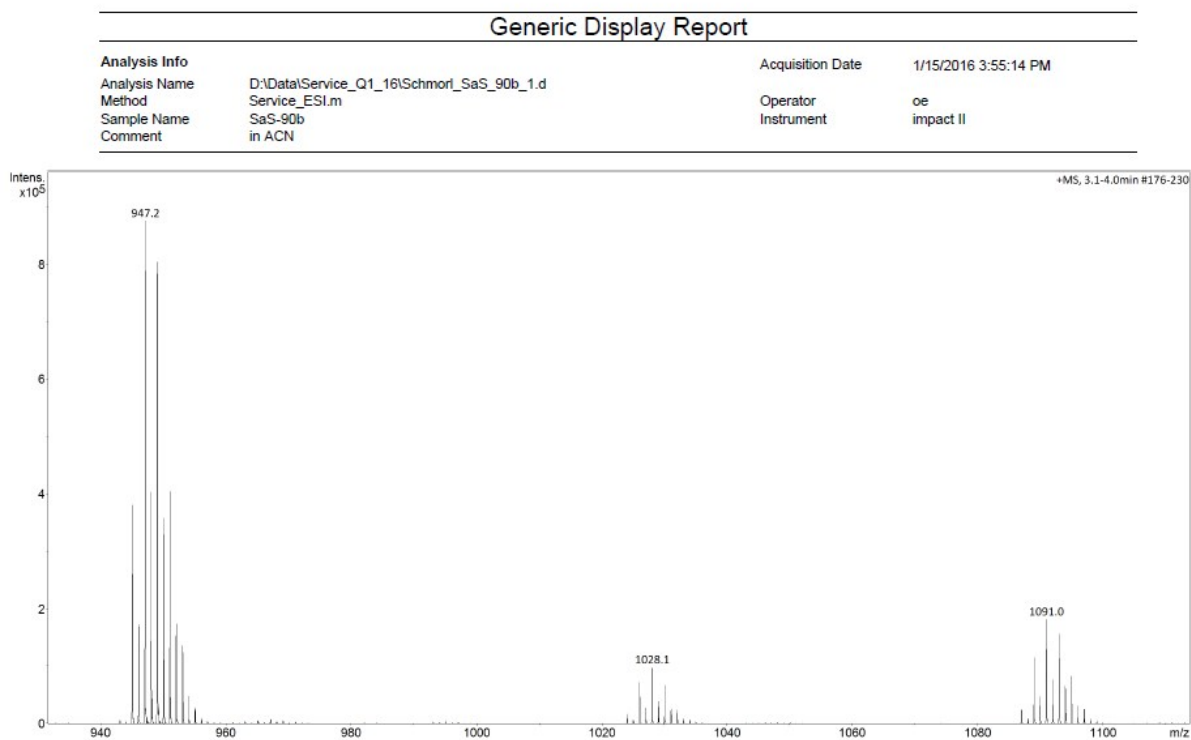 Generic Display Report
Analysis Info
Acquisition Date 1/15/2016 3:55:14 PM
Analysis Name D:\Data\Service_Q1_16\Schmorl_SaS_90b_1.d
Method Service_ESI.m
Operator oe
Sample Name SaS-90b
Instrument impact II
Comment in ACN
Intens.
x10⁵
+MS, 3.1-4.0min #176-230
947.2
8
6
4
2
1091.0
1028.1
0
940 960 980 1000 1020 1040 1060 1080 1100 m/z